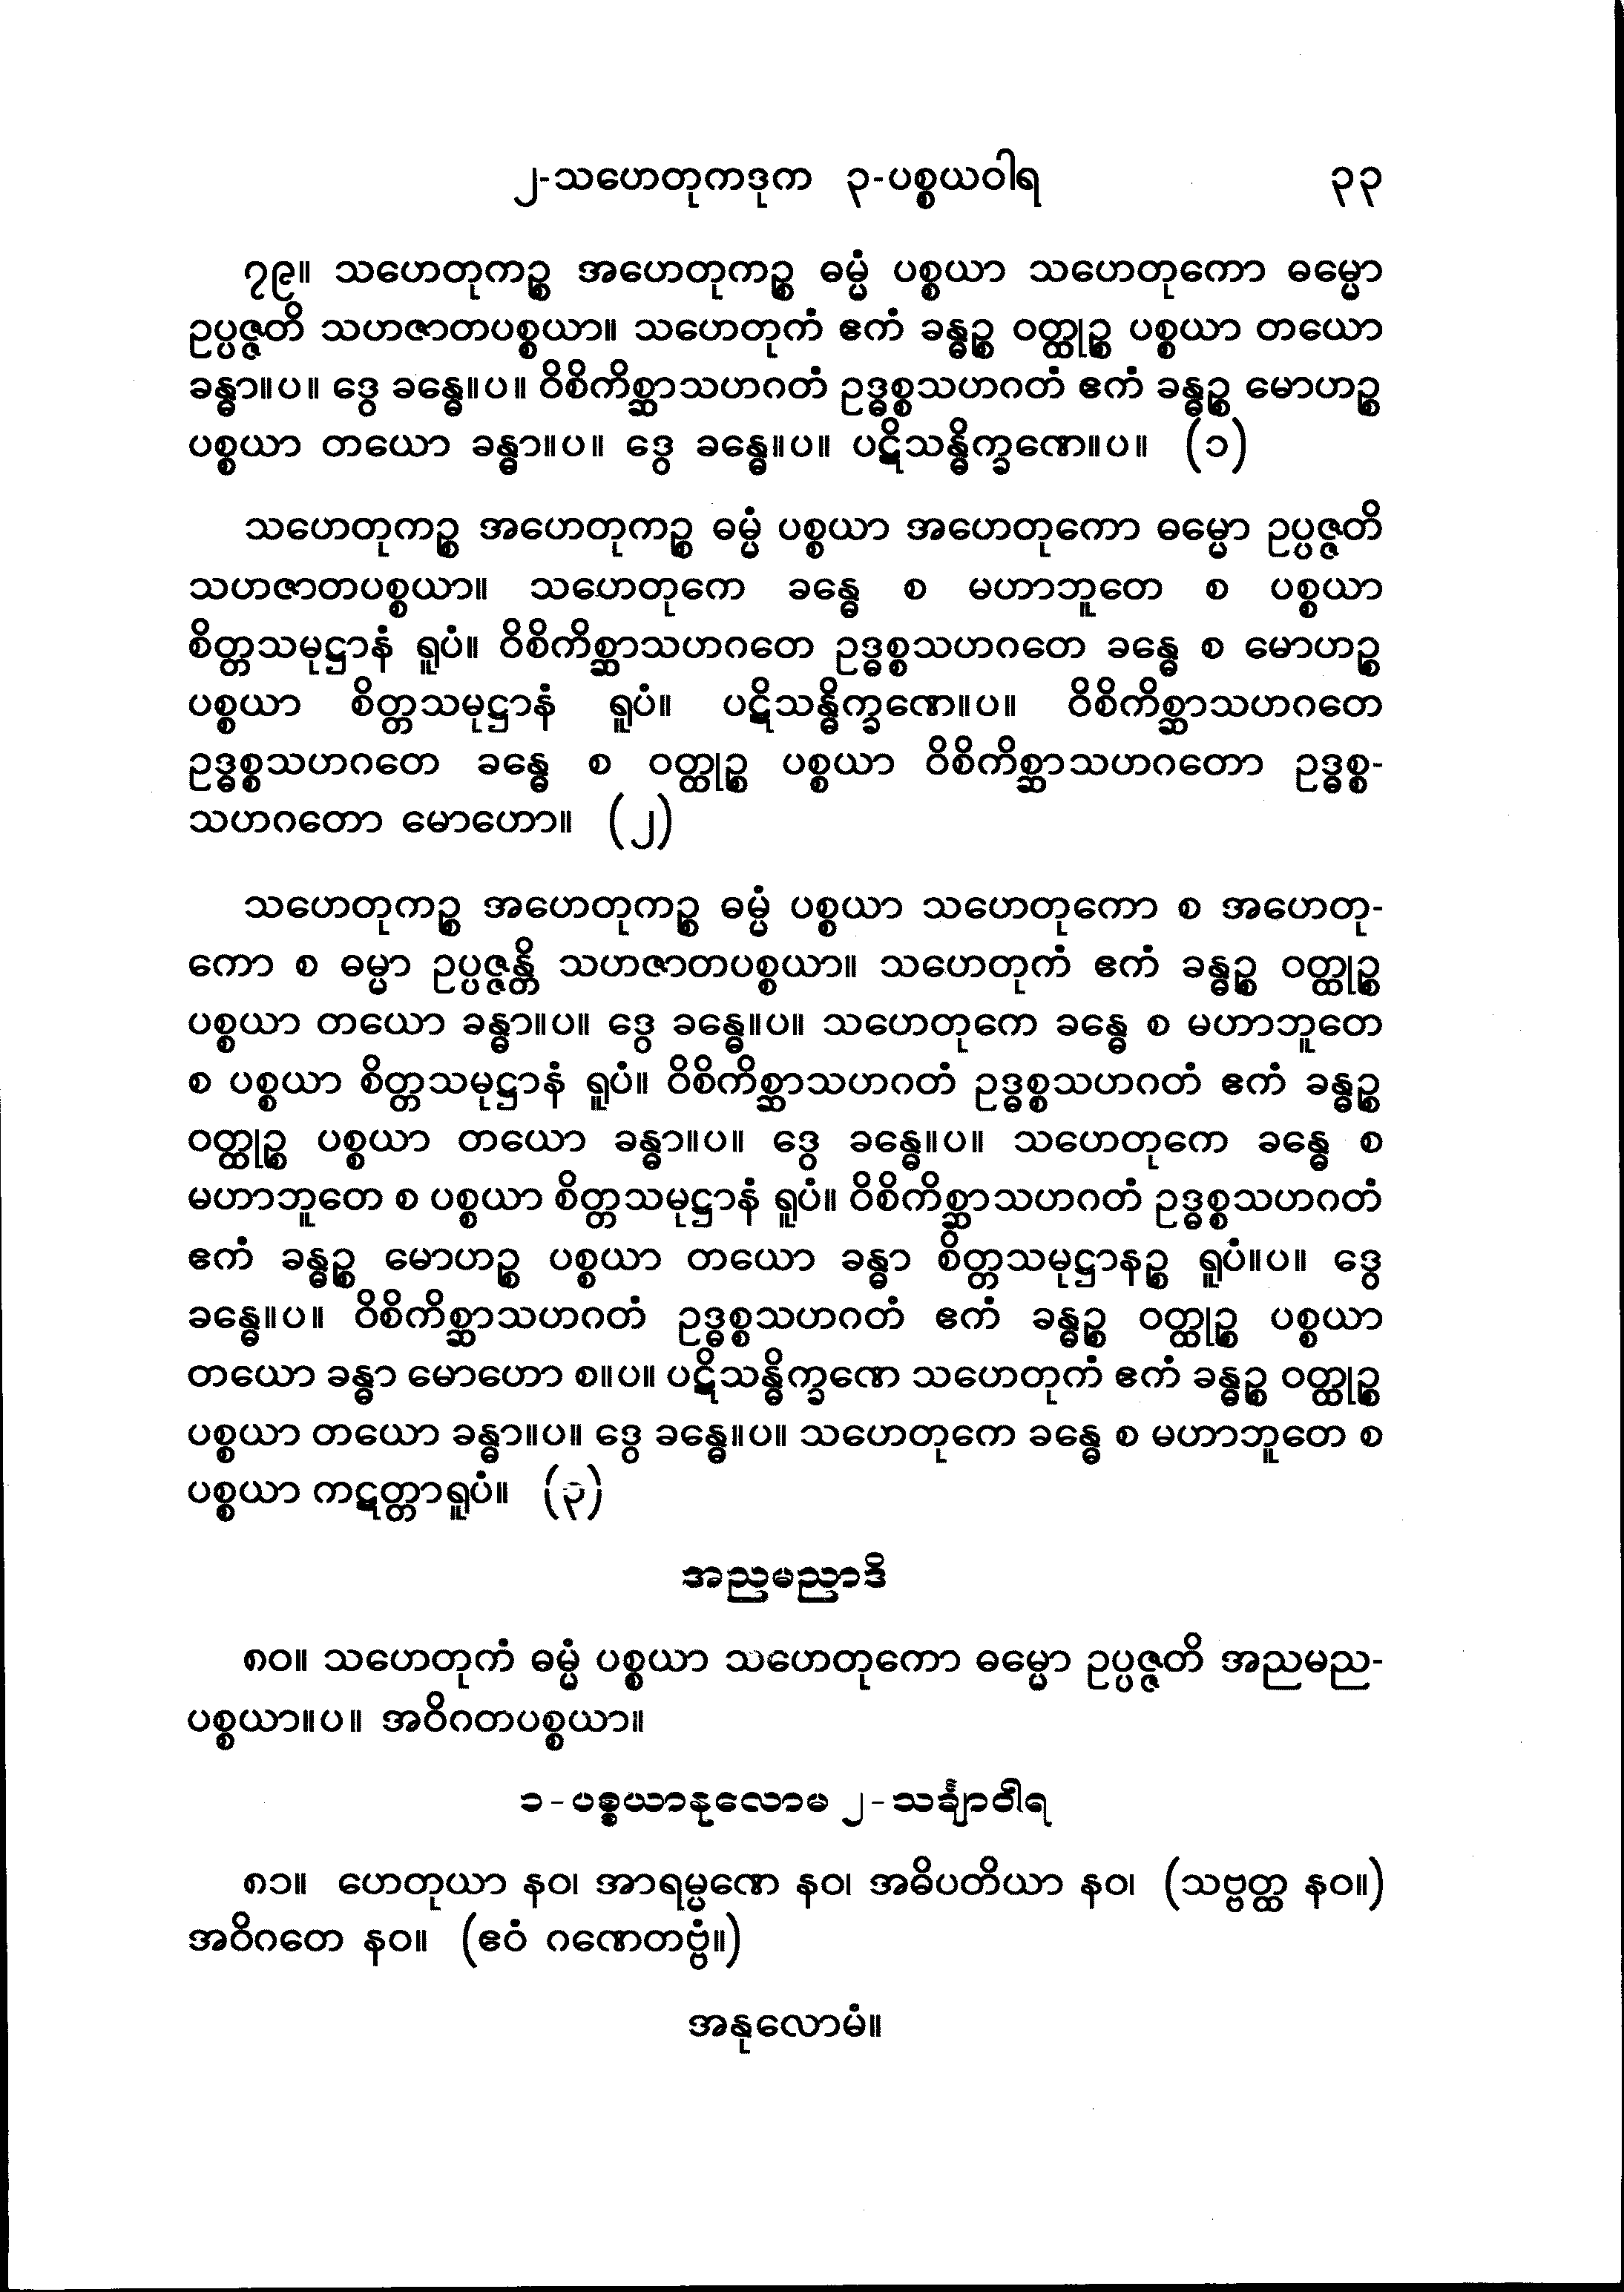 ၂-သဟေတုကဒုက ၃-ပစ္စယဝါရ ၃၃
၇၉။ သဟေတုကဉ္စ အဟေတုကဉ္စ ဓမ္မံ ပစ္စယာ သဟေတုကော ဓမ္မော
ဥပ္ပဇ္ဇတိ သဟဇာတပစ္စယာ။ သဟေတုကံ ဧကံ ခန္ဓဉ္စ ဝတ္ထုဉ္စ ပစ္စယာ တယော
ခန္ဓာ။ပ။ ဒွေ ခန္ဓေ။ပ။ ဝိစိကိစ္ဆာသဟဂတံ ဥဒ္ဓစ္စသဟဂတံ ဧကံ ခန္ဓဉ္စ မောဟဉ္စ
ပစ္စယာ တယော ခန္ဓာ။ပ။ ဒွေ ခန္ဓေ။ပ။ ပဋိသန္ဓိက္ခဏေ။ပ။ (၁)
သဟေတုကဉ္စ အဟေတုကဉ္စ ဓမ္မံ ပစ္စယာ အဟေတုကော ဓမ္မော ဥပ္ပဇ္ဇတိ
သဟဇာတပစ္စယာ။ သဟေတုကေ ခန္ဓေ စ မဟာဘူတေ စ ပစ္စယာ
စိတ္တသမုဋ္ဌာနံ ရူပံ။ ဝိစိကိစ္ဆာသဟဂတေ ဥဒ္ဓစ္စသဟဂတေ ခန္ဓေ စ မောဟဉ္စ
ပစ္စယာ စိတ္တသမုဋ္ဌာနံ ရူပံ။ ပဋိသန္ဓိက္ခဏေ။ပ။ ဝိစိကိစ္ဆာသဟဂတေ
ဥဒ္ဓစ္စသဟဂတေ ခန္ဓေ စ ဝတ္ထုဉ္စ ပစ္စယာ ဝိစိကိစ္ဆာသဟဂတော ဥဒ္ဓစ္စ-
သဟဂတော မောဟော။ (၂)
သဟေတုကဉ္စ အဟေတုကဉ္စ ဓမ္မံ ပစ္စယာ သဟေတုကော စ အဟေတု-
ကော စ ဓမ္မာ ဥပ္ပဇ္ဇန္တိ သဟဇာတပစ္စယာ။ သဟေတုကံ ဧကံ ခန္ဓဉ္စ ဝတ္ထုဉ္စ
ပစ္စယာ တယော ခန္ဓာ။ပ။ ဒွေ ခန္ဓေ။ပ။ သဟေတုကေ ခန္ဓေ စ မဟာဘူတေ
စ ပစ္စယာ စိတ္တသမုဋ္ဌာနံ ရူပံ။ ဝိစိကိစ္ဆာသဟဂတံ ဥဒ္ဓစ္စသဟဂတံ ဧကံ ခန္ဓဉ္စ
ဝတ္ထုဉ္စ ပစ္စယာ တယော ခန္ဓာ။ပ။ ဒွေ ခန္ဓေ။ပ။ သဟေတုကေ ခန္ဓေ စ
မဟာဘူတေ စ ပစ္စယာ စိတ္တသမုဋ္ဌာနံ ရူပံ။ ဝိစိကိစ္ဆာသဟဂတံ ဥဒ္ဓစ္စသဟဂတံ
ဧကံ ခန္ဓဉ္စ မောဟဉ္စ ပစ္စယာ တယော ခန္ဓာ စိတ္တသမုဋ္ဌာနဉ္စ ရူပံ။ပ။ ဒွေ
ခန္ဓေ။ပ။ ဝိစိကိစ္ဆာသဟဂတံ ဥဒ္ဓစ္စသဟဂတံ ဧကံ ခန္ဓဉ္စ ဝတ္ထုဉ္စ ပစ္စယာ
တယော ခန္ဓာ မောဟော စ။ပ။ ပဋိသန္ဓိက္ခဏေ သဟေတုကံ ဧကံ ခန္ဓဉ္စ ဝတ္ထုဉ္စ
ပစ္စယာ တယော ခန္ဓာ။ပ။ ဒွေ ခန္ဓေ။ပ။ သဟေတုကေ ခန္ဓေ စ မဟာဘူတေ စ
ပစ္စယာ ကဋတ္တာရူပံ။ (၃)
အညမညာဒိ
၈၀။ သဟေတုကံ ဓမ္မံ ပစ္စယာ သဟေတုကော ဓမ္မော ဥပ္ပဇ္ဇတိ အညမည-
ပစ္စယာ။ပ။ အဝိဂတပစ္စယာ။
၁-ပစ္စယာနုလောမ ၂-သင်္ချာဝါရ
၈၁။ ဟေတုယာ နဝ၊ အာရမ္မဏေ နဝ၊ အဓိပတိယာ နဝ၊ (သဗ္ဗတ္ထ နဝ။)
အဝိဂတေ နဝ။ (ဧဝံ ဂဏေတဗ္ဗံ။)
အနုလောမံ။